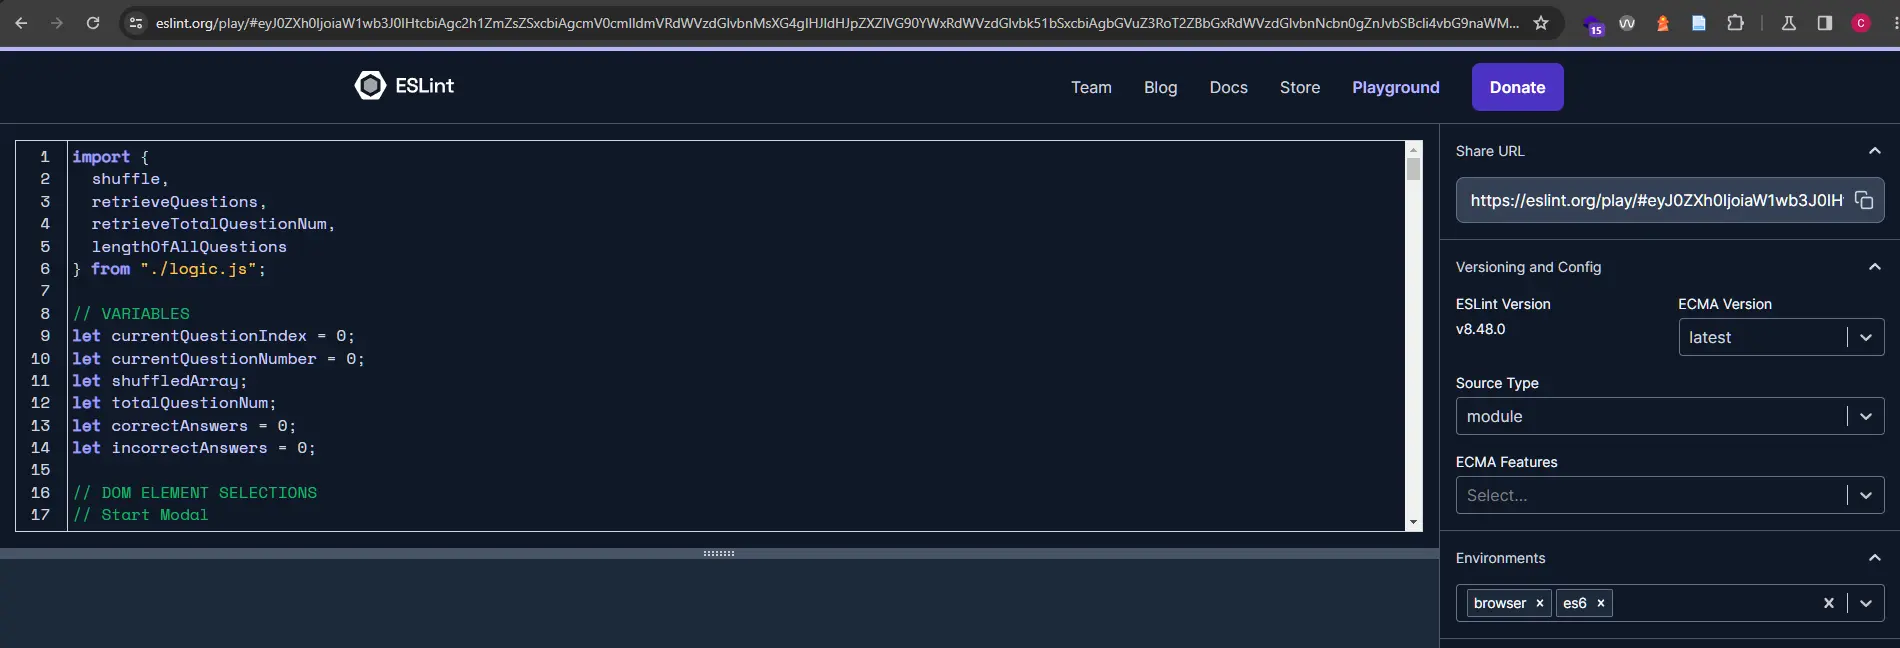 eslint.org/play/#eyJ0ZXh0IjoiaW1wb3J0IHtcbiAgc2h1ZmZsZSxcbiAgcmV0cmlldmVRdWVzdGlvbnMsXG4gIHJldHJpZXZlVG90YWxRdWVzdGlvbk51bSxcbiAgbGVuZ3RoT2ZBbGxRdWVzdGlvbnNcbn0gZnJvbSBcIi4vbG9naWM...
15
C
ESLint
Team Blog Docs Store Playground Donate
1 import {
2 shuffle,
3 retrieveQuestions,
4 retrieveTotalQuestionNum,
5 lengthOfAllQuestions
6 } from "./logic.js";
7
8 // VARIABLES
9 let currentQuestionIndex = 0;
10 let currentQuestionNumber = 0;
11 let shuffledArray;
12 let totalQuestionNum;
13 let correctAnswers = 0;
14 let incorrectAnswers = 0;
15
16 // DOM ELEMENT SELECTIONS
17 // Start Modal
Share URL
https://eslint.org/play/#eyJ0ZXh0IjoiaW1wb3J0IH
Versioning and Config
ESLint Version
v8.48.0
ECMA Version
latest
Source Type
module
ECMA Features
Select...
Environments
browser × es6 ×